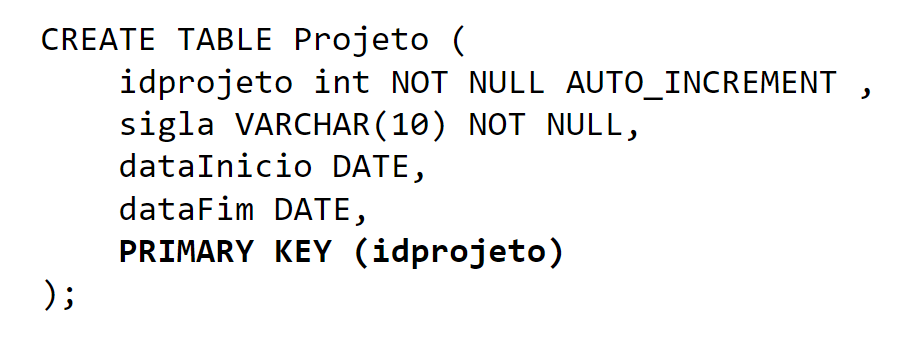 CREATE TABLE Projeto (
idprojeto int NOT NULL AUTO_INCREMENT ,
sigla VARCHAR(10) NOT NULL,
dataInicio DATE,
dataFim DATE,
PRIMARY KEY (idprojeto)
);